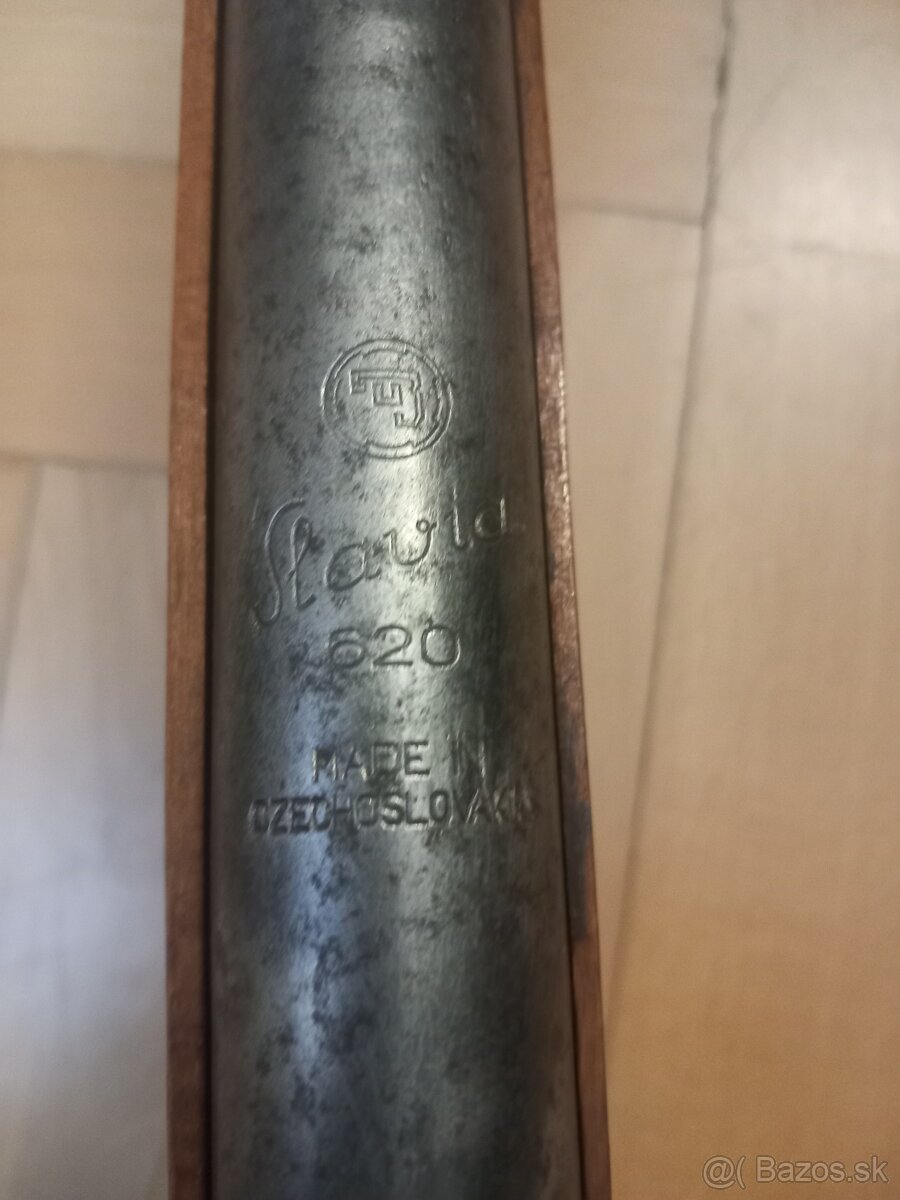 Slavia
620
MADE IN
CZECHOSLOVAKIA
@( Bazos.sk